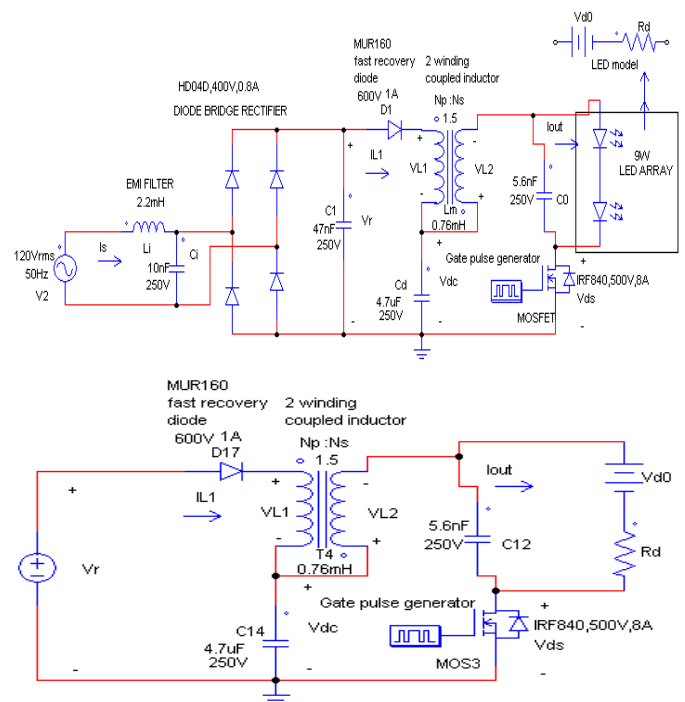 Vd0
Rd
LED model
MUR160
fast recovery
diode
600V 1A
D1
2 winding
coupled inductor
Np :Ns
1.5
HD04D,400V,0.8A
DIODE BRIDGE RECTIFIER
IL1
VL1
VL2
Iout
9W
LED ARRAY
5.6nF
250V
C0
EMI FILTER
2.2mH
C1
47nF
250V
Vr
Lm
0.76mH
Gate pulse generator
120Vrms
50Hz
V2
Is
Li
Ci
10nF
250V
Cd
4.7uF
250V
Vdc
IRF840,500V,8A
Vds
MOSFET
MUR160
fast recovery
diode
600V 1A
D17
2 winding
coupled inductor
Np :Ns
1.5
IL1
VL1
VL2
Iout
Vd0
5.6nF
250V
C12
Rd
Vr
T4
0.76mH
Gate pulse generator
C14
4.7uF
250V
Vdc
IRF840,500V,8A
Vds
MOS3